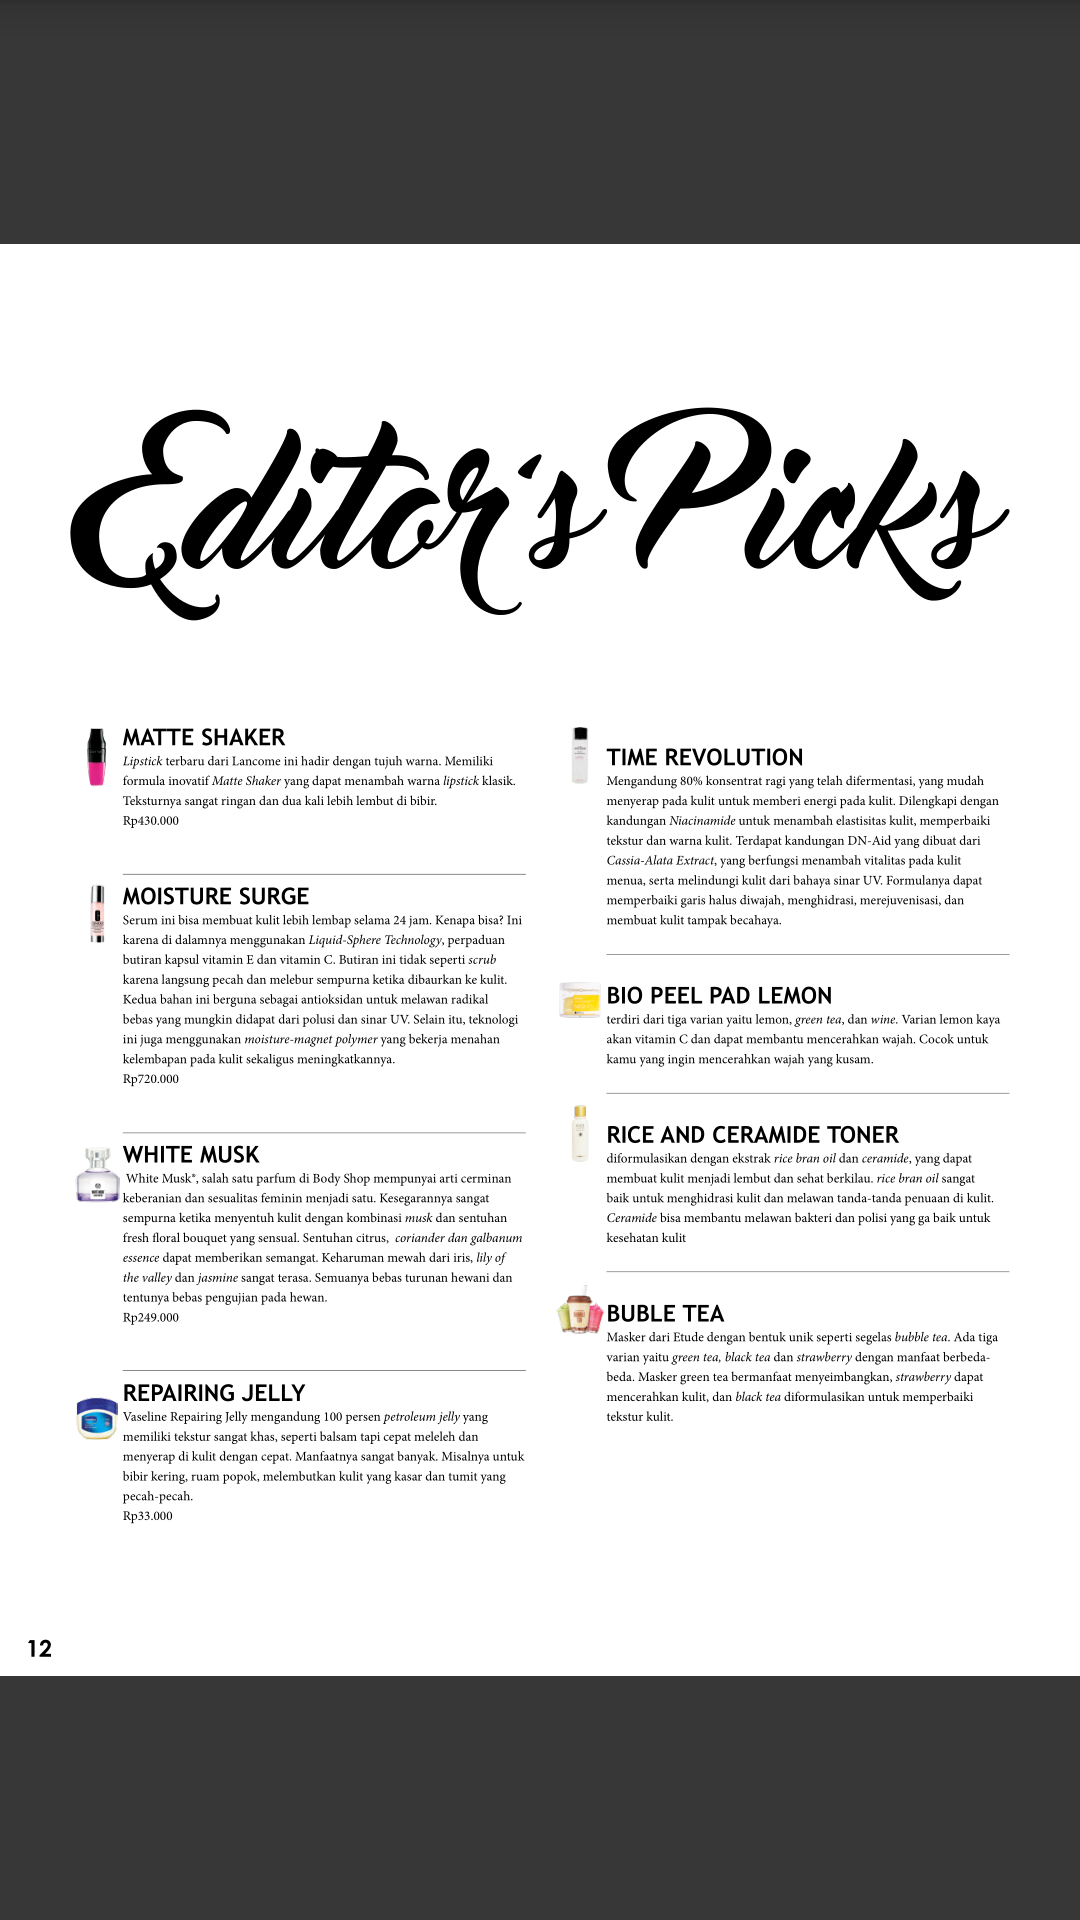 Editor's Picks
MATTE SHAKER
Lipstick terbaru dari Lancome ini hadir dengan tujuh warna. Memiliki
formula inovatif Matte Shaker yang dapat menambah warna lipstick klasik.
Teksturnya sangat ringan dan dua kali lebih lembut di bibir.
Rp430.000
MOISTURE SURGE
Serum ini bisa membuat kulit lebih lembap selama 24 jam. Kenapa bisa? Ini
karena di dalamnya menggunakan Liquid-Sphere Technology, perpaduan
butiran kapsul vitamin E dan vitamin C. Butiran ini tidak seperti scrub
karena langsung pecah dan melebur sempurna ketika dibaurkan ke kulit.
Kedua bahan ini berguna sebagai antioksidan untuk melawan radikal
bebas yang mungkin didapat dari polusi dan sinar UV. Selain itu, teknologi
ini juga menggunakan moisture-magnet polymer yang bekerja menahan
kelembapan pada kulit sekaligus meningkatkannya.
Rp720.000
WHITE MUSK
White Musk®, salah satu parfum di Body Shop mempunyai arti cerminan
keberanian dan sesualitas feminin menjadi satu. Kesegarannya sangat
sempurna ketika menyentuh kulit dengan kombinasi musk dan sentuhan
fresh floral bouquet yang sensual. Sentuhan citrus, coriander dan galbanum
essence dapat memberikan semangat. Keharuman mewah dari iris, lily of
the valley dan jasmine sangat terasa. Semuanya bebas turunan hewani dan
tentunya bebas pengujian pada hewan.
Rp249.000
REPAIRING JELLY
Vaseline Repairing Jelly mengandung 100 persen petroleum jelly yang
memiliki tekstur sangat khas, seperti balsam tapi cepat meleleh dan
menyerap di kulit dengan cepat. Manfaatnya sangat banyak. Misalnya untuk
bibir kering, ruam popok, melembutkan kulit yang kasar dan tumit yang
pecah-pecah.
Rp33.000
TIME REVOLUTION
Mengandung 80% konsentrat ragi yang telah difermentasi, yang mudah
menyerap pada kulit untuk memberi energi pada kulit. Dilengkapi dengan
kandungan Niacinamide untuk menambah elastisitas kulit, memperbaiki
tekstur dan warna kulit. Terdapat kandungan DN-Aid yang dibuat dari
Cassia-Alata Extract, yang berfungsi menambah vitalitas pada kulit
menua, serta melindungi kulit dari bahaya sinar UV. Formulanya dapat
memperbaiki garis halus diwajah, menghidrasi, merejuvenisasi, dan
membuat kulit tampak becahaya.
BIO PEEL PAD LEMON
terdiri dari tiga varian yaitu lemon, green tea, dan wine. Varian lemon kaya
akan vitamin C dan dapat membantu mencerahkan wajah. Cocok untuk
kamu yang ingin mencerahkan wajah yang kusam.
RICE AND CERAMIDE TONER
diformulasikan dengan ekstrak rice bran oil dan ceramide, yang dapat
membuat kulit menjadi lembut dan sehat berkilau. rice bran oil sangat
baik untuk menghidrasi kulit dan melawan tanda-tanda penuaan di kulit.
Ceramide bisa membantu melawan bakteri dan polisi yang ga baik untuk
kesehatan kulit
BUBLE TEA
Masker dari Etude dengan bentuk unik seperti segelas bubble tea. Ada tiga
varian yaitu green tea, black tea dan strawberry dengan manfaat berbeda-
beda. Masker green tea bermanfaat menyeimbangkan, strawberry dapat
mencerahkan kulit, dan black tea diformulasikan untuk memperbaiki
tekstur kulit.
12